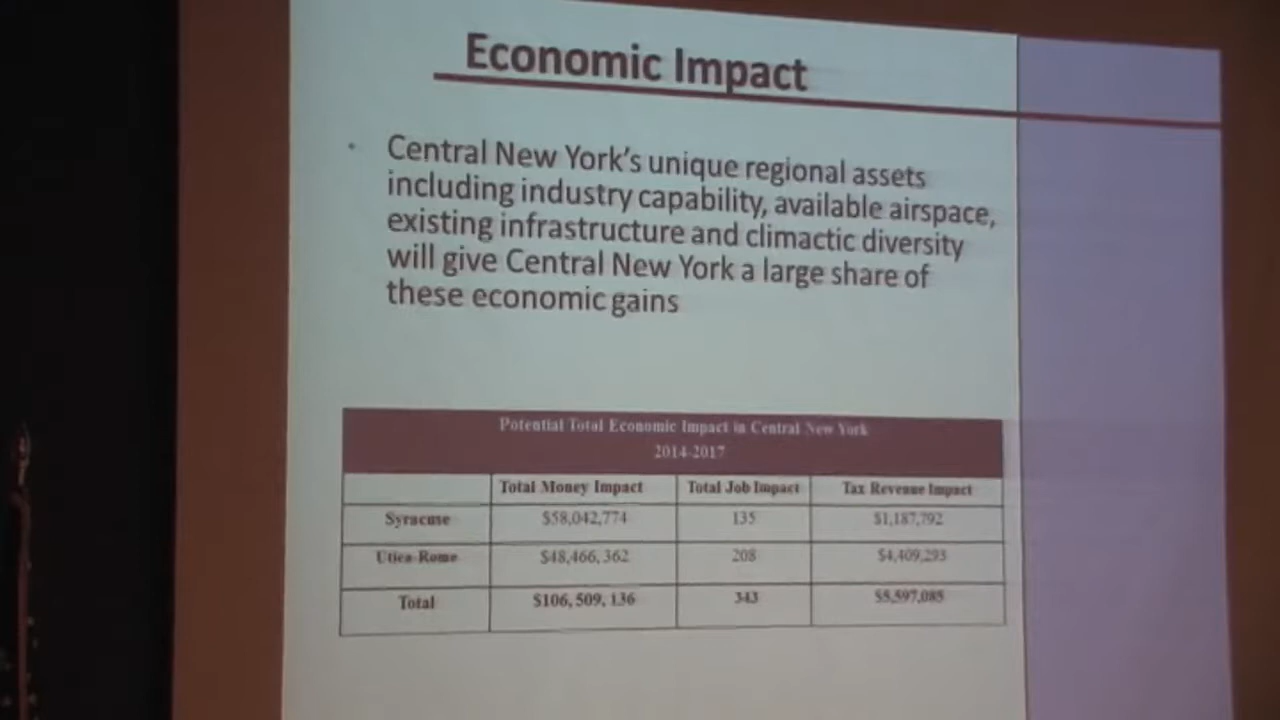 Economic Impact
• Central New York's unique regional assets
including industry capability, available airspace,
existing infrastructure and climactic diversity
will give Central New York a large share of
these economic gains
Potential Total Economic Impact in Central New York
2014-2017
Total Money Impact Total Job Impact Tax Revenue Impact
Syracuse $58,042,774 135 $1,187,792
Utica-Rome $48,466,362 208 $4,409,293
Total $106,509,136 343 $5,597,085